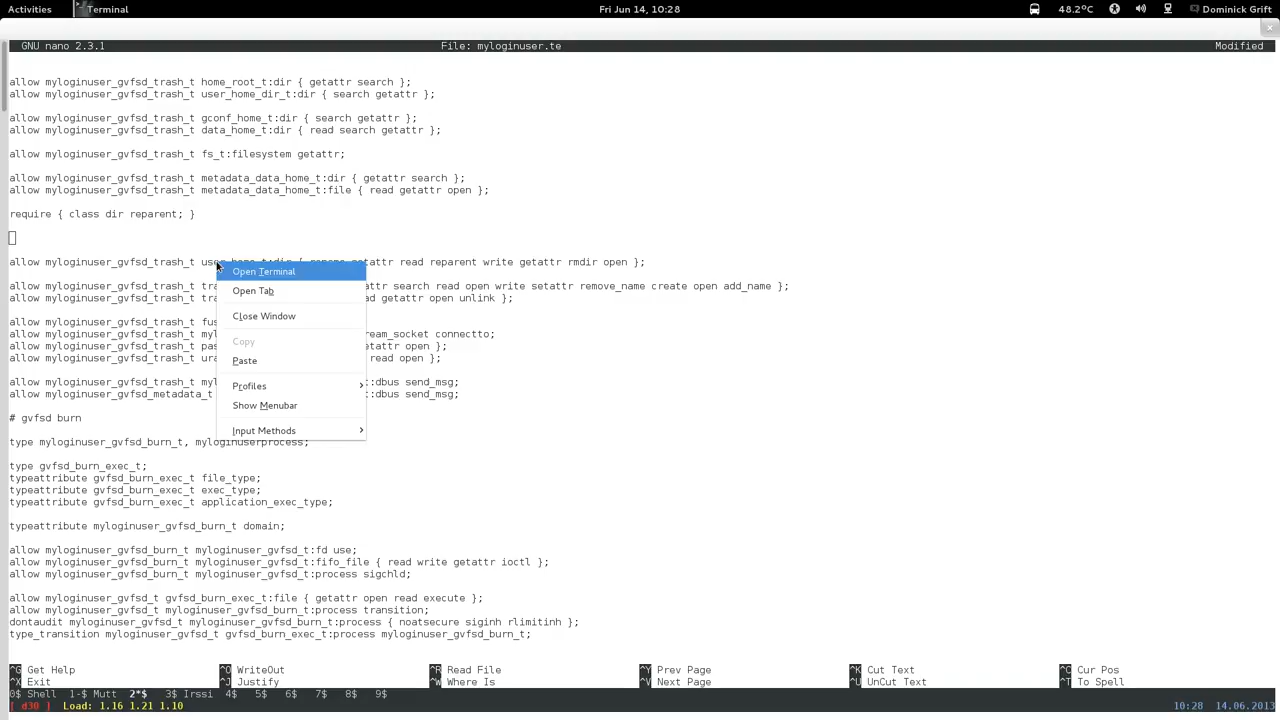 Activities Terminal Fri Jun 14, 10:28 48.2°C Dominick Grift
GNU nano 2.3.1 File: myloginuser.te Modified
allow myloginuser_gvfsd_trash_t home_root_t:dir { getattr search };
allow myloginuser_gvfsd_trash_t user_home_dir_t:dir { search getattr };
allow myloginuser_gvfsd_trash_t gconf_home_t:dir { search getattr };
allow myloginuser_gvfsd_trash_t data_home_t:dir { read search getattr };
allow myloginuser_gvfsd_trash_t fs_t:filesystem getattr;
allow myloginuser_gvfsd_trash_t metadata_data_home_t:dir { getattr search };
allow myloginuser_gvfsd_trash_t metadata_data_home_t:file { read getattr open };
require { class dir reparent; }
allow myloginuser_gvfsd_trash_t read reparent write getattr rmdir open };
Open Terminal
allow myloginuser_gvfsd_trash_t search read open write setattr remove_name create open add_name };
Open Tab
allow myloginuser_gvfsd_trash_t getattr open unlink };
Close Window
allow myloginuser_gvfsd_trash_t connectto;
Copy
allow myloginuser_gvfsd_trash_t open };
allow myloginuser_gvfsd_trash_t read open };
Paste
allow myloginuser_gvfsd_trash_t :dbus send_msg;
Profiles
allow myloginuser_gvfsd_metadata_t :dbus send_msg;
Show Menubar
# gvfsd burn
Input Methods
type myloginuser_gvfsd_burn_t, myloginuserprocess;
type gvfsd_burn_exec_t;
typeattribute gvfsd_burn_exec_t file_type;
typeattribute gvfsd_burn_exec_t exec_type;
typeattribute gvfsd_burn_exec_t application_exec_type;
typeattribute myloginuser_gvfsd_burn_t domain;
allow myloginuser_gvfsd_burn_t myloginuser_gvfsd_t:fd use;
allow myloginuser_gvfsd_burn_t myloginuser_gvfsd_t:fifo_file { read write getattr ioctl };
allow myloginuser_gvfsd_burn_t myloginuser_gvfsd_t:process sigchld;
allow myloginuser_gvfsd_t gvfsd_burn_exec_t:file { getattr open read execute };
allow myloginuser_gvfsd_t myloginuser_gvfsd_burn_t:process transition;
dontaudit myloginuser_gvfsd_t myloginuser_gvfsd_burn_t:process { noatsecure siginh rlimitinh };
type_transition myloginuser_gvfsd_t gvfsd_burn_exec_t:process myloginuser_gvfsd_burn_t;
^G Get Help ^O WriteOut ^R Read File ^Y Prev Page ^K Cut Text ^C Cur Pos
^X Exit ^J Justify ^W Where Is ^V Next Page ^U UnCut Text ^T To Spell
0$ Shell 1-$ Mutt 2*$ 3$ Irssi 4$ 5$ 6$ 7$ 8$ 9$
[ d30 ] Load: 1.16 1.21 1.10 10:28 14.06.2013